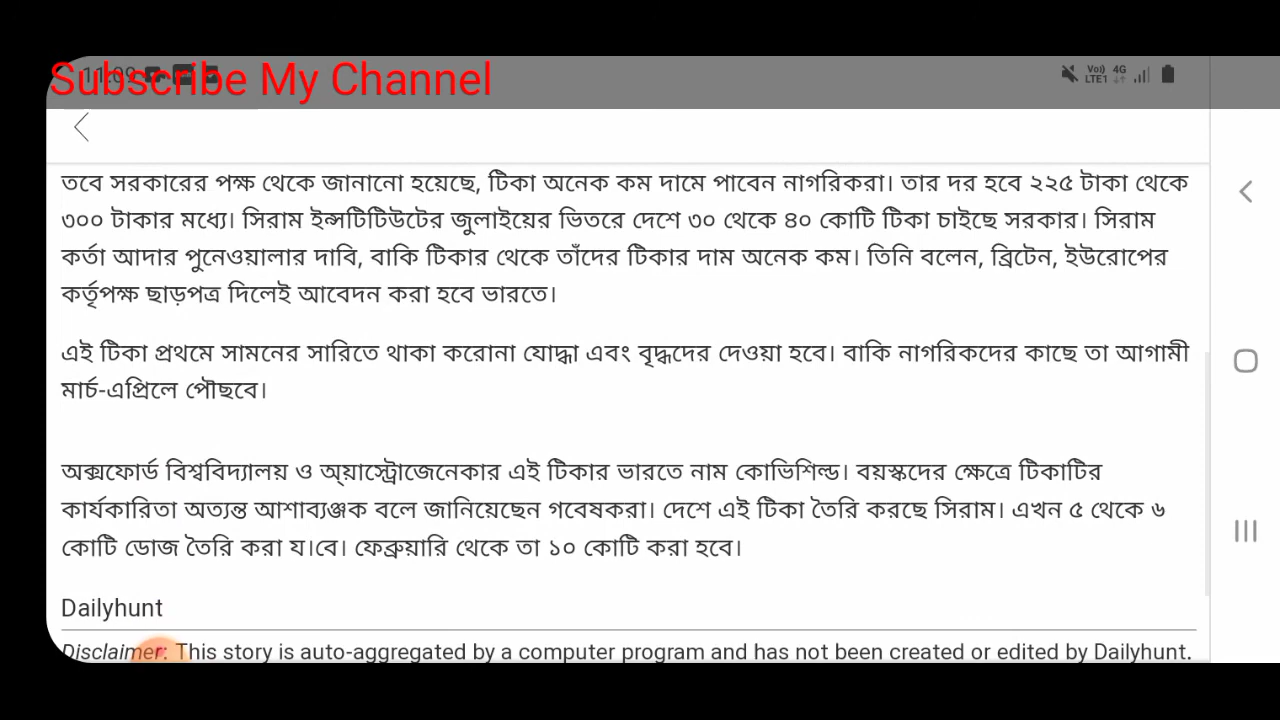 Subscribe My Channel
11:09
Vo)) 4G
LTE1
তবে সরকারের পক্ষ থেকে জানানো হয়েছে, টিকা অনেক কম দামে পাবেন নাগরিকরা। তার দর হবে ২২৫ টাকা থেকে
৩০০ টাকার মধ্যে। সিরাম ইন্সটিটিউটের জুলাইয়ের ভিতরে দেশে ৩০ থেকে ৪০ কোটি টিকা চাইছে সরকার। সিরাম
কর্তা আদার পুনেওয়ালার দাবি, বাকি টিকার থেকে তাঁদের টিকার দাম অনেক কম। তিনি বলেন, ব্রিটেন, ইউরোপের
কর্তৃপক্ষ ছাড়পত্র দিলেই আবেদন করা হবে ভারতে।
এই টিকা প্রথমে সামনের সারিতে থাকা করোনা যোদ্ধা এবং বৃদ্ধদের দেওয়া হবে। বাকি নাগরিকদের কাছে তা আগামী
মার্চ-এপ্রিলে পৌছবে।
অক্সফোর্ড বিশ্ববিদ্যালয় ও অ্যাস্ট্রোজেনেকার এই টিকার ভারতে নাম কোভিশিল্ড। বয়স্কদের ক্ষেত্রে টিকাটির
কার্যকারিতা অত্যন্ত আশাব্যঞ্জক বলে জানিয়েছেন গবেষকরা। দেশে এই টিকা তৈরি করছে সিরাম। এখন ৫ থেকে ৬
কোটি ডোজ তৈরি করা য।বে। ফেব্রুয়ারি থেকে তা ১০ কোটি করা হবে।
Dailyhunt
Disclaimer: This story is auto-aggregated by a computer program and has not been created or edited by Dailyhunt.